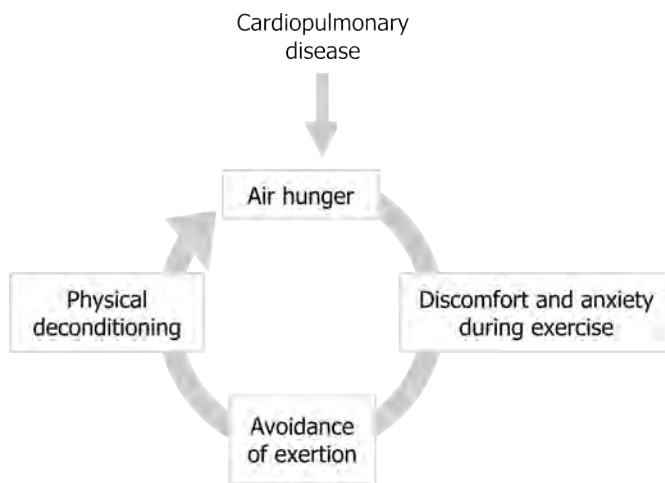 Cardiopulmonary
disease
Air hunger
Discomfort and anxiety
during exercise
Avoidance
of exertion
Physical
deconditioning